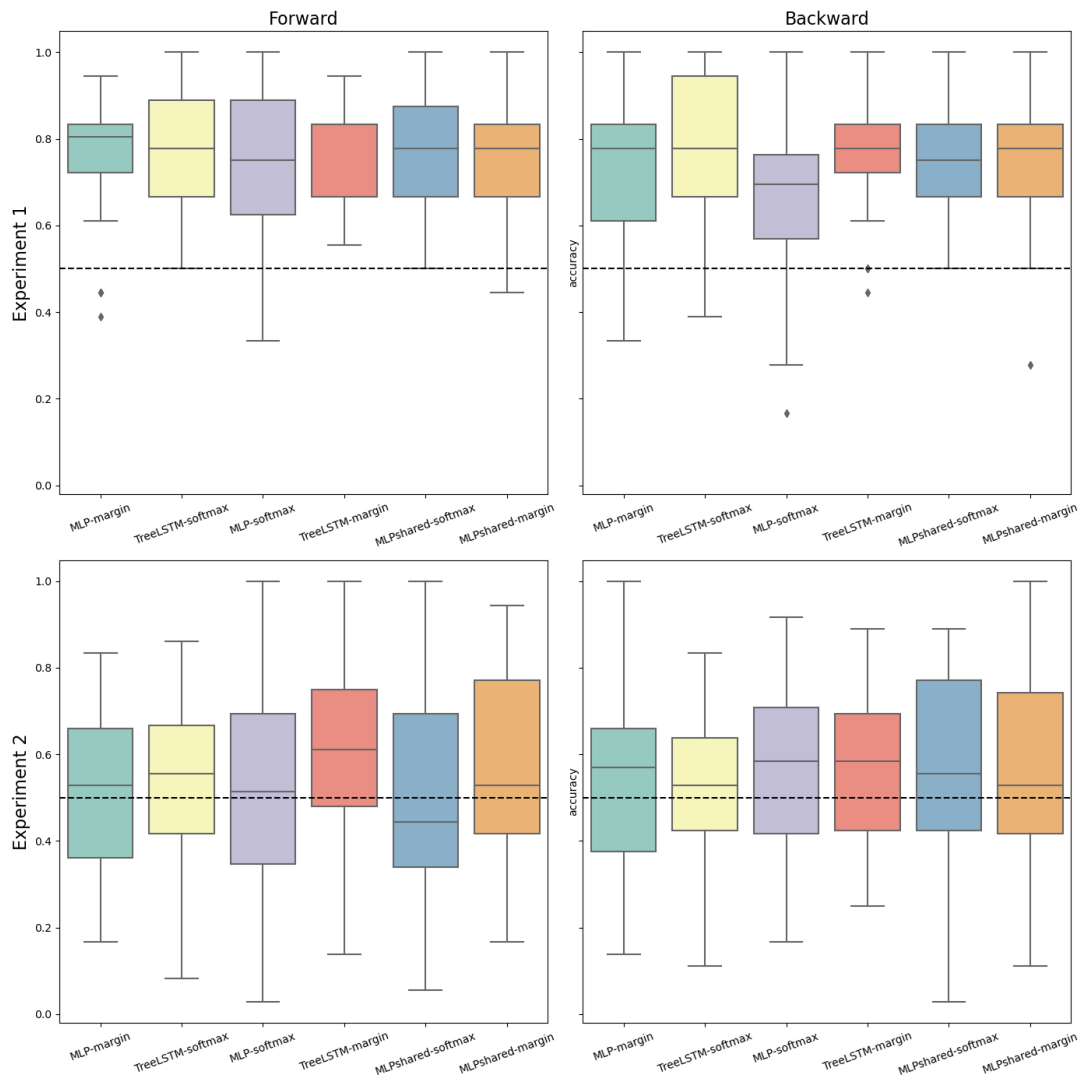 Forward
Backward
Experiment 1
1.0
0.8
0.6
0.4
0.2
0.0
accuracy
MLP-margin
TreeLSTM-softmax
MLP-softmax
TreeLSTM-margin
MLPshared-softmax
MLPshared-margin
MLP-margin
TreeLSTM-softmax
MLP-softmax
TreeLSTM-margin
MLPshared-softmax
MLPshared-margin
Experiment 2
1.0
0.8
0.6
0.4
0.2
0.0
accuracy
MLP-margin
TreeLSTM-softmax
MLP-softmax
TreeLSTM-margin
MLPshared-softmax
MLPshared-margin
MLP-margin
TreeLSTM-softmax
MLP-softmax
TreeLSTM-margin
MLPshared-softmax
MLPshared-margin